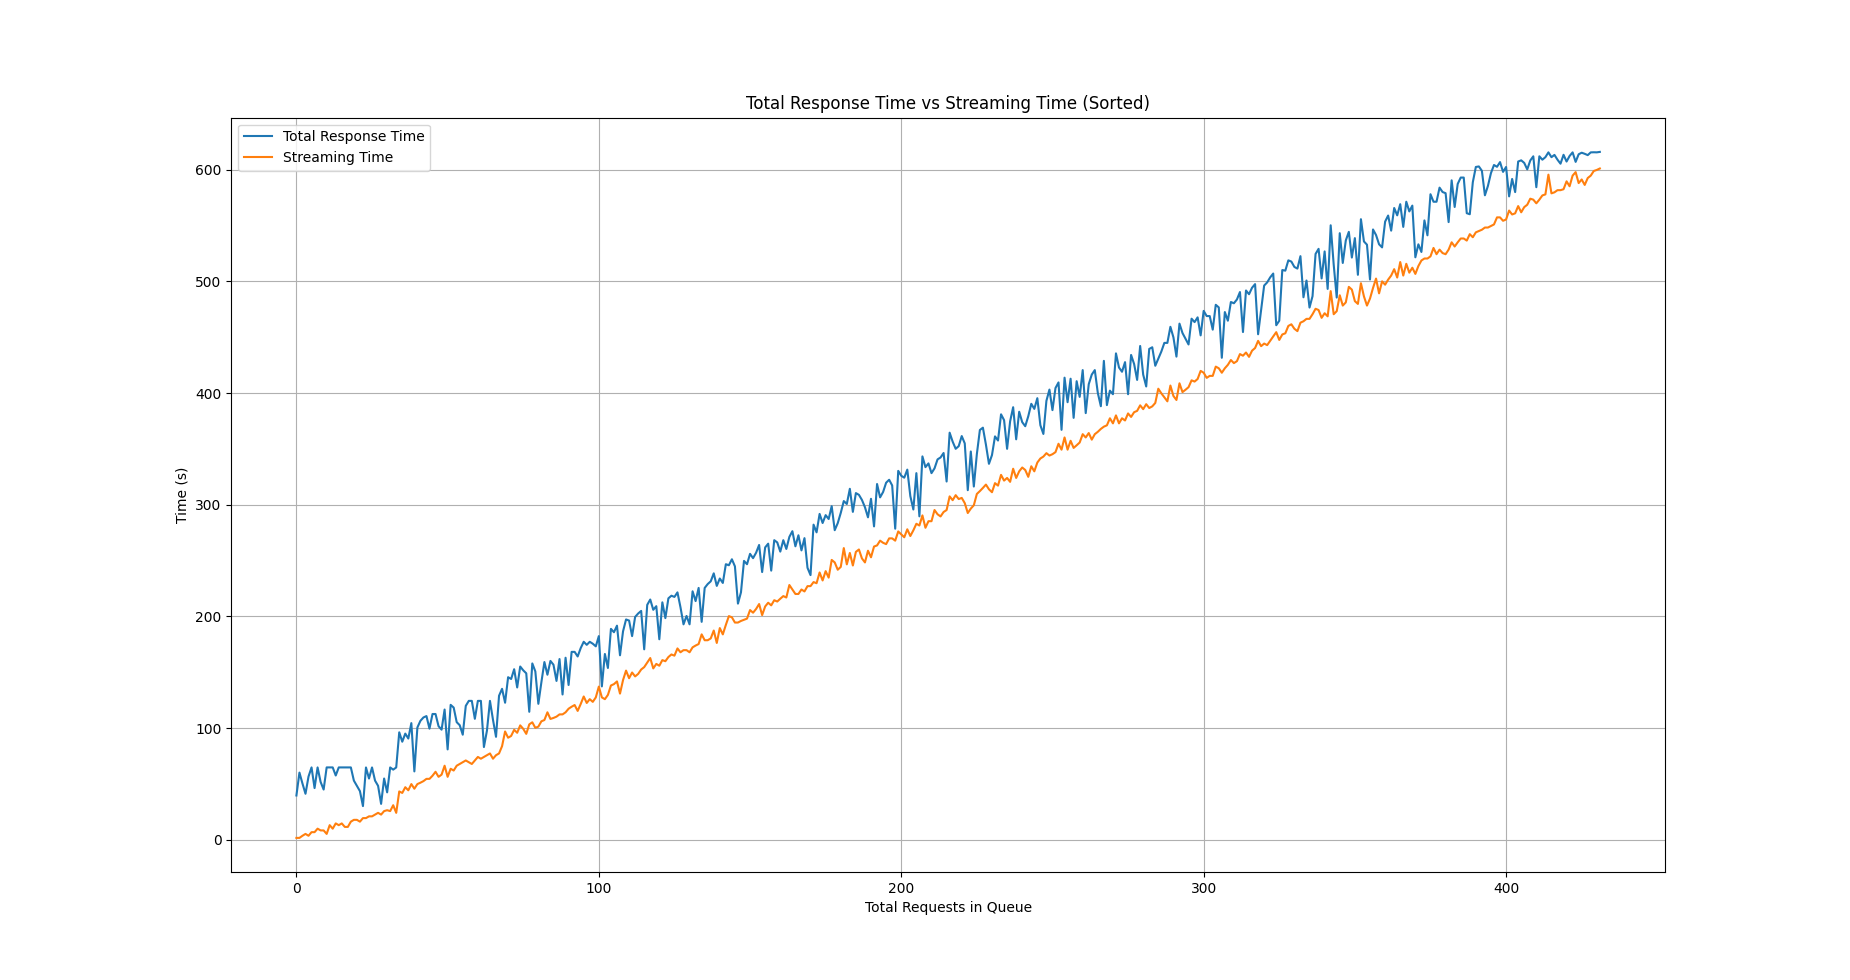 Total Response Time vs Streaming Time (Sorted)
Total Response Time
Streaming Time
600
500
400
300
200
100
0
Time (s)
0 100 200 300 400
Total Requests in Queue